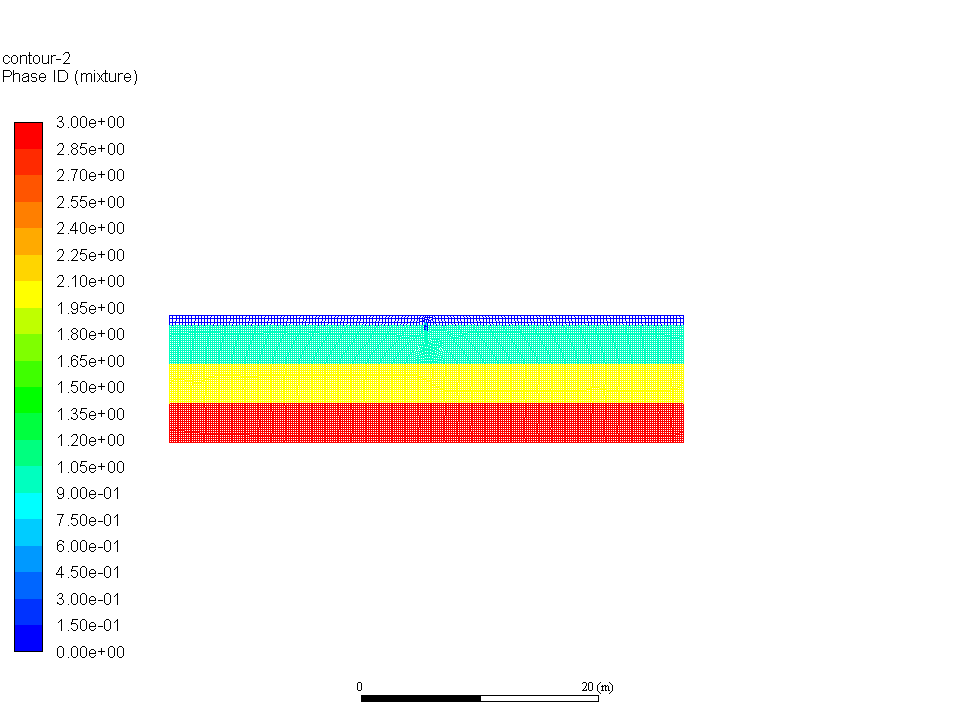 contour-2
Phase ID (mixture)
3.00e+00
2.85e+00
2.70e+00
2.55e+00
2.40e+00
2.25e+00
2.10e+00
1.95e+00
1.80e+00
1.65e+00
1.50e+00
1.35e+00
1.20e+00
1.05e+00
9.00e-01
7.50e-01
6.00e-01
4.50e-01
3.00e-01
1.50e-01
0.00e+00
0 20 (m)